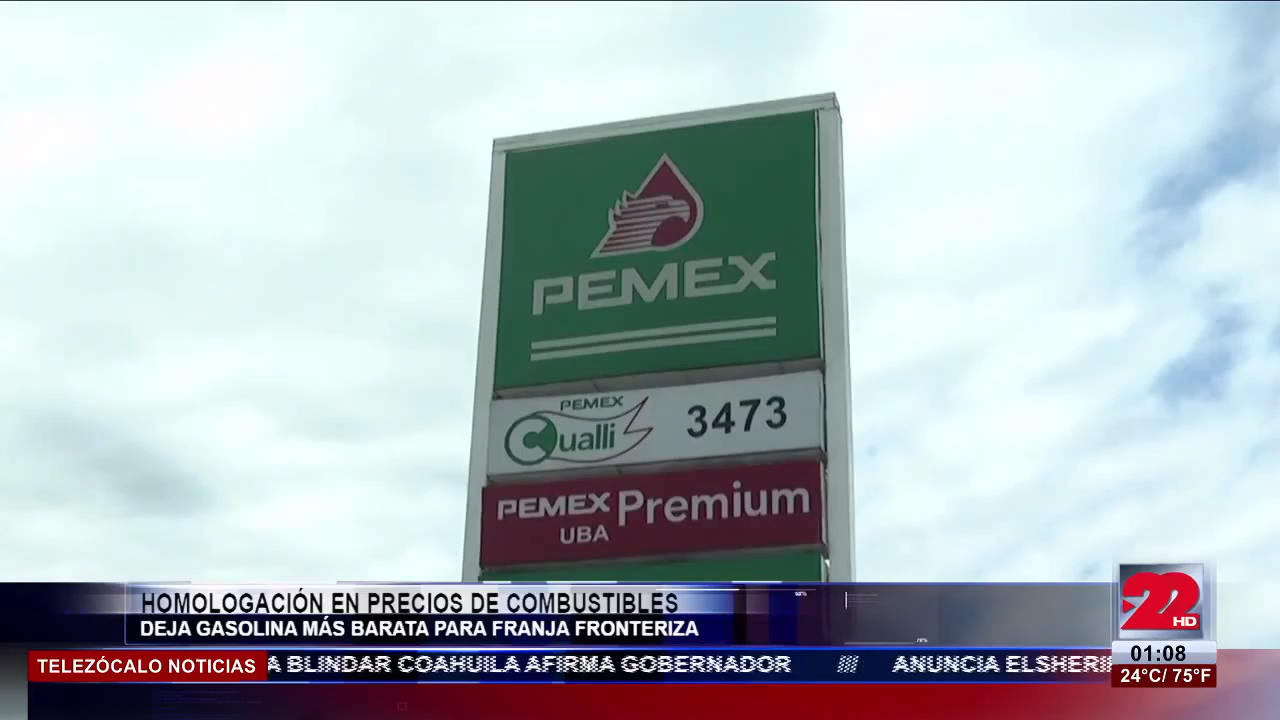 PEMEX
PEMEX
Cualli
3473
PEMEX Premium
UBA
HOMOLOGACIÓN EN PRECIOS DE COMBUSTIBLES
DEJA GASOLINA MÁS BARATA PARA FRANJA FRONTERIZA
22
HD
TELEZÓCALO NOTICIAS
A BLINDAR COAHUILA AFIRMA GOBERNADOR
ANUNCIA ELSHERI
01:08
24°C/ 75°F